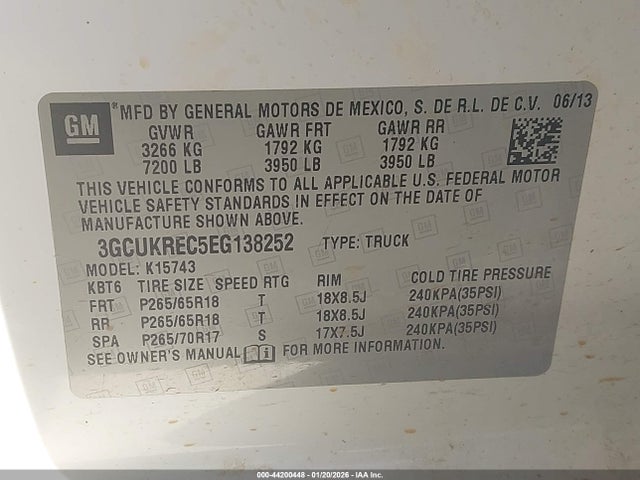 GM
MFD BY GENERAL MOTORS DE MEXICO, S. DE R.L. DE C.V. 06/13
GVWR GAWR FRT GAWR RR
3266 KG 1792 KG 1792 KG
7200 LB 3950 LB 3950 LB
THIS VEHICLE CONFORMS TO ALL APPLICABLE U.S. FEDERAL MOTOR
VEHICLE SAFETY STANDARDS IN EFFECT ON THE DATE OF
MANUFACTURE SHOWN ABOVE.
3GCUKREC5EG138252 TYPE: TRUCK
MODEL: K15743
KBT6 TIRE SIZE SPEED RTG RIM COLD TIRE PRESSURE
FRT P265/65R18 T 18X8.5J 240KPA(35PSI)
RR P265/65R18 T 18X8.5J 240KPA(35PSI)
SPA P265/70R17 S 17X7.5J 240KPA(35PSI)
SEE OWNER'S MANUAL FOR MORE INFORMATION.
000-44200448 - 01/20/2026 - IAA Inc.